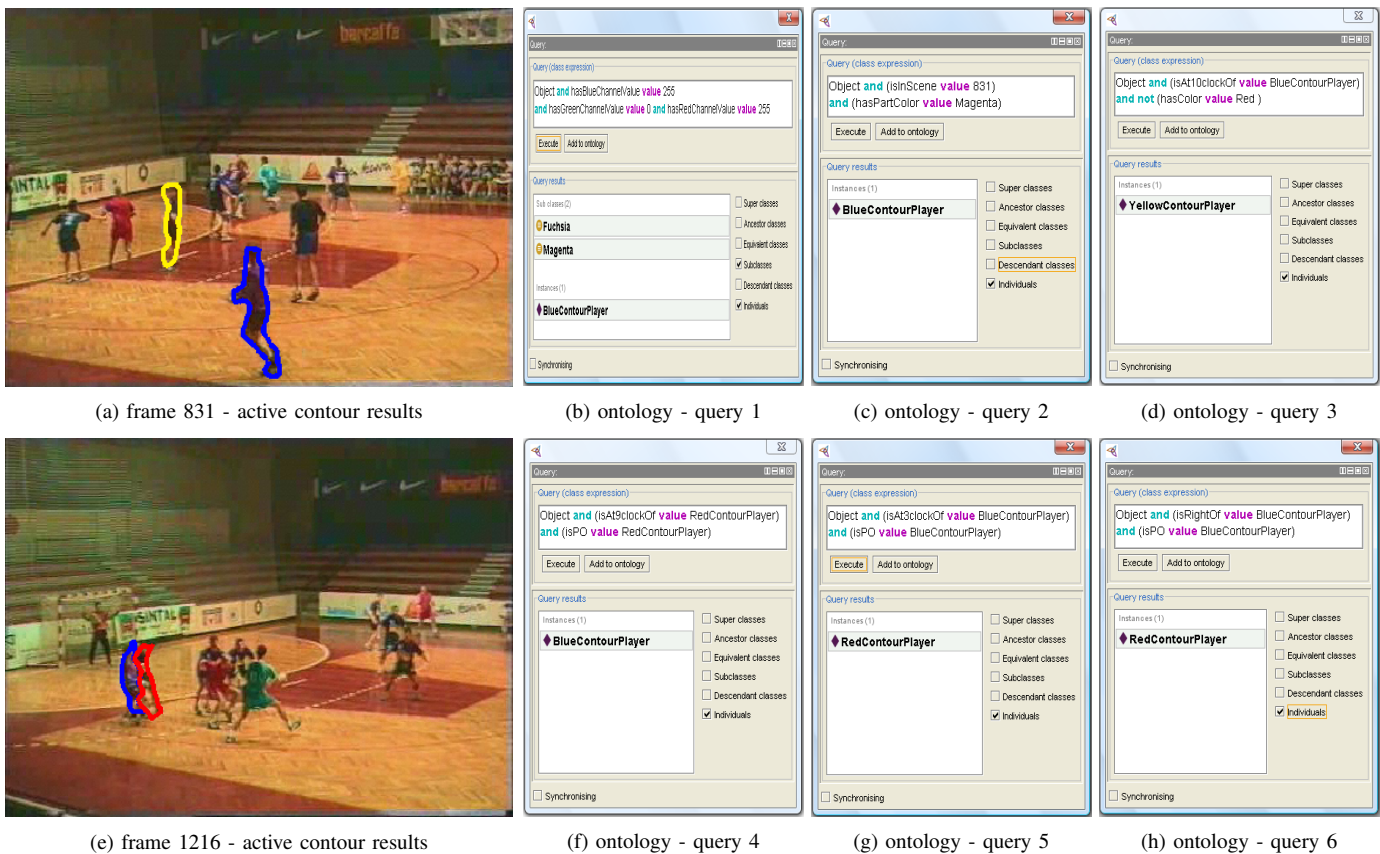 barcaffe
SINTAL
(a) frame 831 - active contour results
X
Query:
Query (class expression)
Object and hasBlueChannelValue value 255
and hasGreenChannelValue value 0 and hasRedChannelValue value 255
Execute Add to ontology
Query results
Sub classes (2)
Fuchsia
Magenta
Instances (1)
BlueContourPlayer
Super classes
Ancestor classes
Equivalent classes
Subclasses
Descendant classes
Individuals
Synchronising
(b) ontology - query 1
X
Query:
Query (class expression)
Object and (isInScene value 831)
and (hasPartColor value Magenta)
Execute Add to ontology
Query results
Instances (1)
BlueContourPlayer
Super classes
Ancestor classes
Equivalent classes
Subclasses
Descendant classes
Individuals
Synchronising
(c) ontology - query 2
X
Query:
Query (class expression)
Object and (isAt10clockOf value BlueContourPlayer)
and not (hasColor value Red )
Execute Add to ontology
Query results
Instances (1)
YellowContourPlayer
Super classes
Ancestor classes
Equivalent classes
Subclasses
Descendant classes
Individuals
Synchronising
(d) ontology - query 3
barcaffe
SINTAL
(e) frame 1216 - active contour results
X
Query:
Query (class expression)
Object and (isAt9clockOf value RedContourPlayer)
and (isPO value RedContourPlayer)
Execute Add to ontology
Query results
Instances (1)
BlueContourPlayer
Super classes
Ancestor classes
Equivalent classes
Subclasses
Descendant classes
Individuals
Synchronising
(f) ontology - query 4
X
Query:
Query (class expression)
Object and (isAt3clockOf value BlueContourPlayer)
and (isPO value BlueContourPlayer)
Execute Add to ontology
Query results
Instances (1)
RedContourPlayer
Super classes
Ancestor classes
Equivalent classes
Subclasses
Descendant classes
Individuals
Synchronising
(g) ontology - query 5
X
Query:
Query (class expression)
Object and (isRightOf value BlueContourPlayer)
and (isPO value BlueContourPlayer)
Execute Add to ontology
Query results
Instances (1)
RedContourPlayer
Super classes
Ancestor classes
Equivalent classes
Subclasses
Descendant classes
Individuals
Synchronising
(h) ontology - query 6